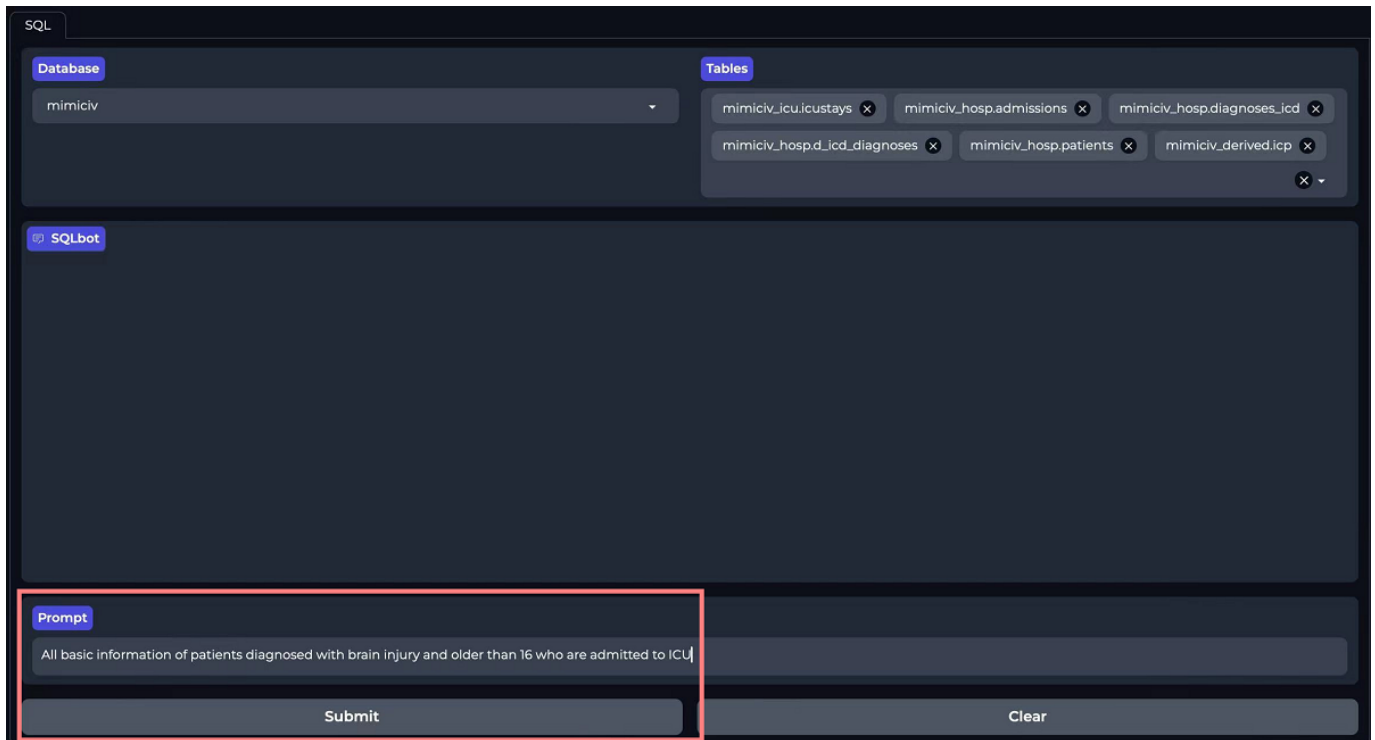 SQL
Database
mimiciv
Tables
mimiciv_icu.icustays mimiciv_hosp.admissions mimiciv_hosp.diagnoses_icd
mimiciv_hosp.d_icd_diagnoses mimiciv_hosp.patients mimiciv_derived.icp
SQLbot
Prompt
All basic information of patients diagnosed with brain injury and older than 16 who are admitted to ICU
Submit Clear